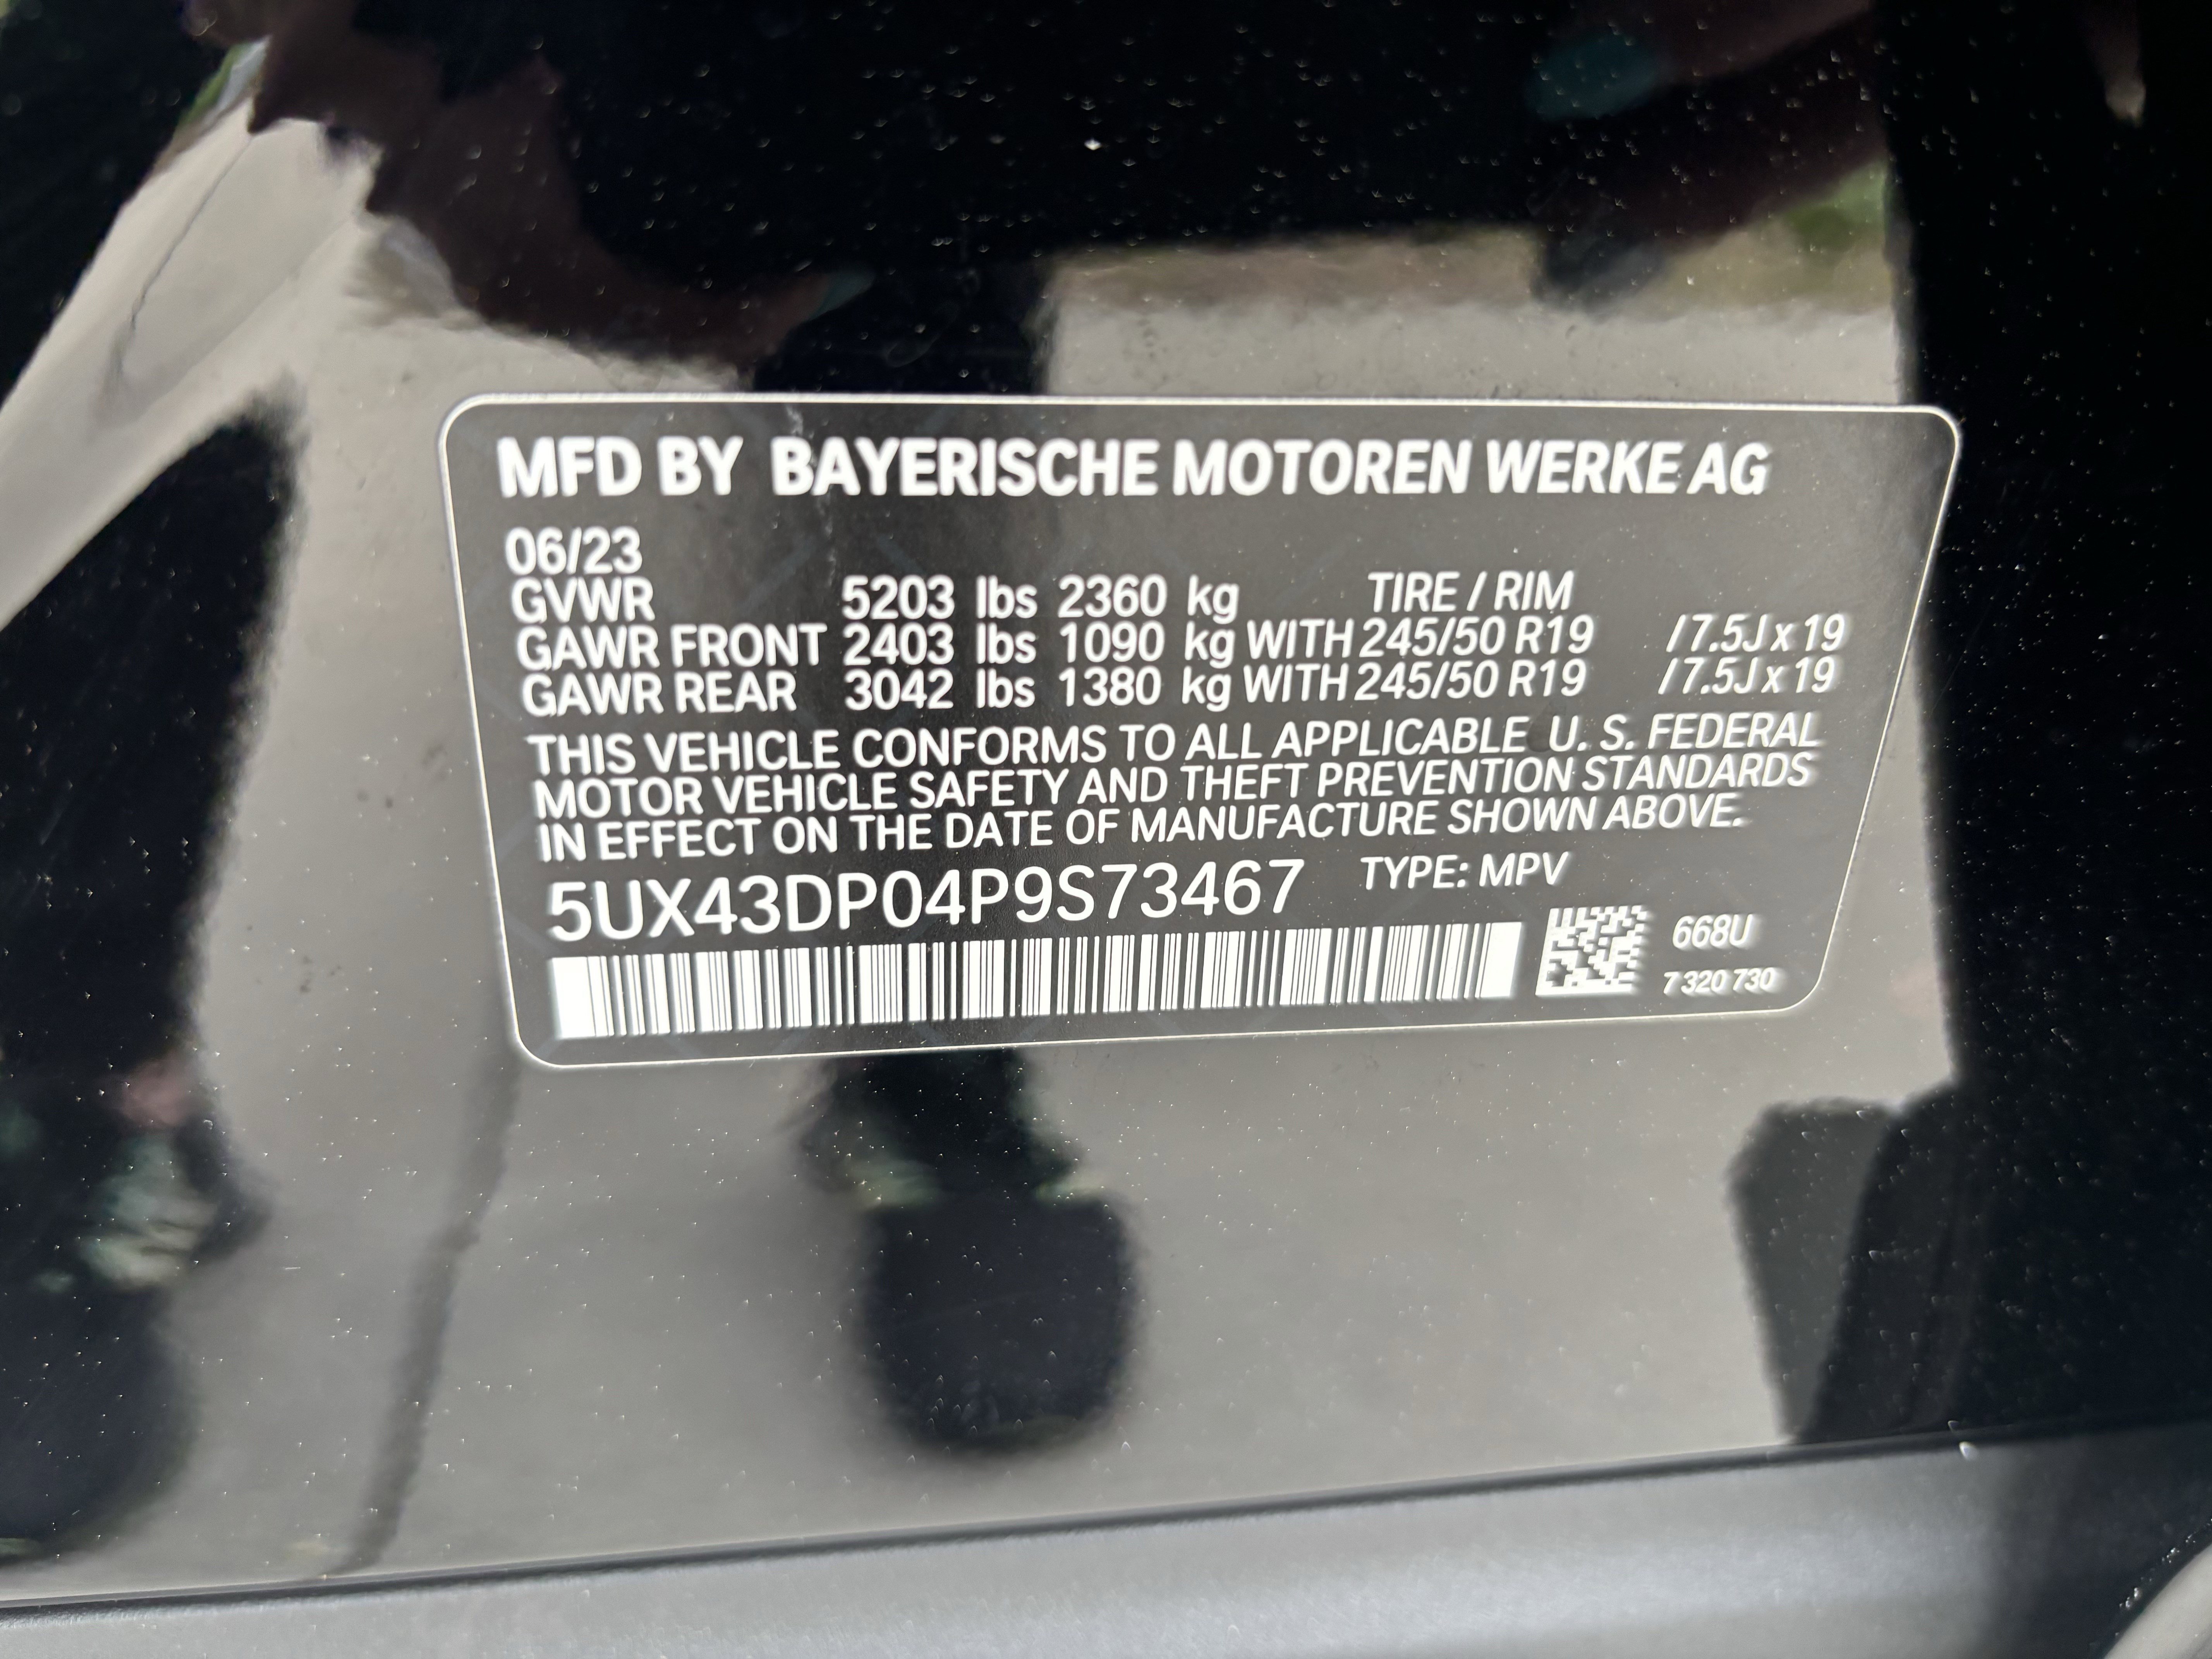 MFD BY BAYERISCHE MOTOREN WERKE AG
06/23
GVWR 5203 lbs 2360 kg TIRE / RIM
GAWR FRONT 2403 lbs 1090 kg WITH 245/50 R19 / 7.5J x 19
GAWR REAR 3042 lbs 1380 kg WITH 245/50 R19 / 7.5J x 19
THIS VEHICLE CONFORMS TO ALL APPLICABLE U. S. FEDERAL
MOTOR VEHICLE SAFETY AND THEFT PREVENTION STANDARDS
IN EFFECT ON THE DATE OF MANUFACTURE SHOWN ABOVE.
5UX43DP04P9S73467 TYPE: MPV
668U
7 320 730